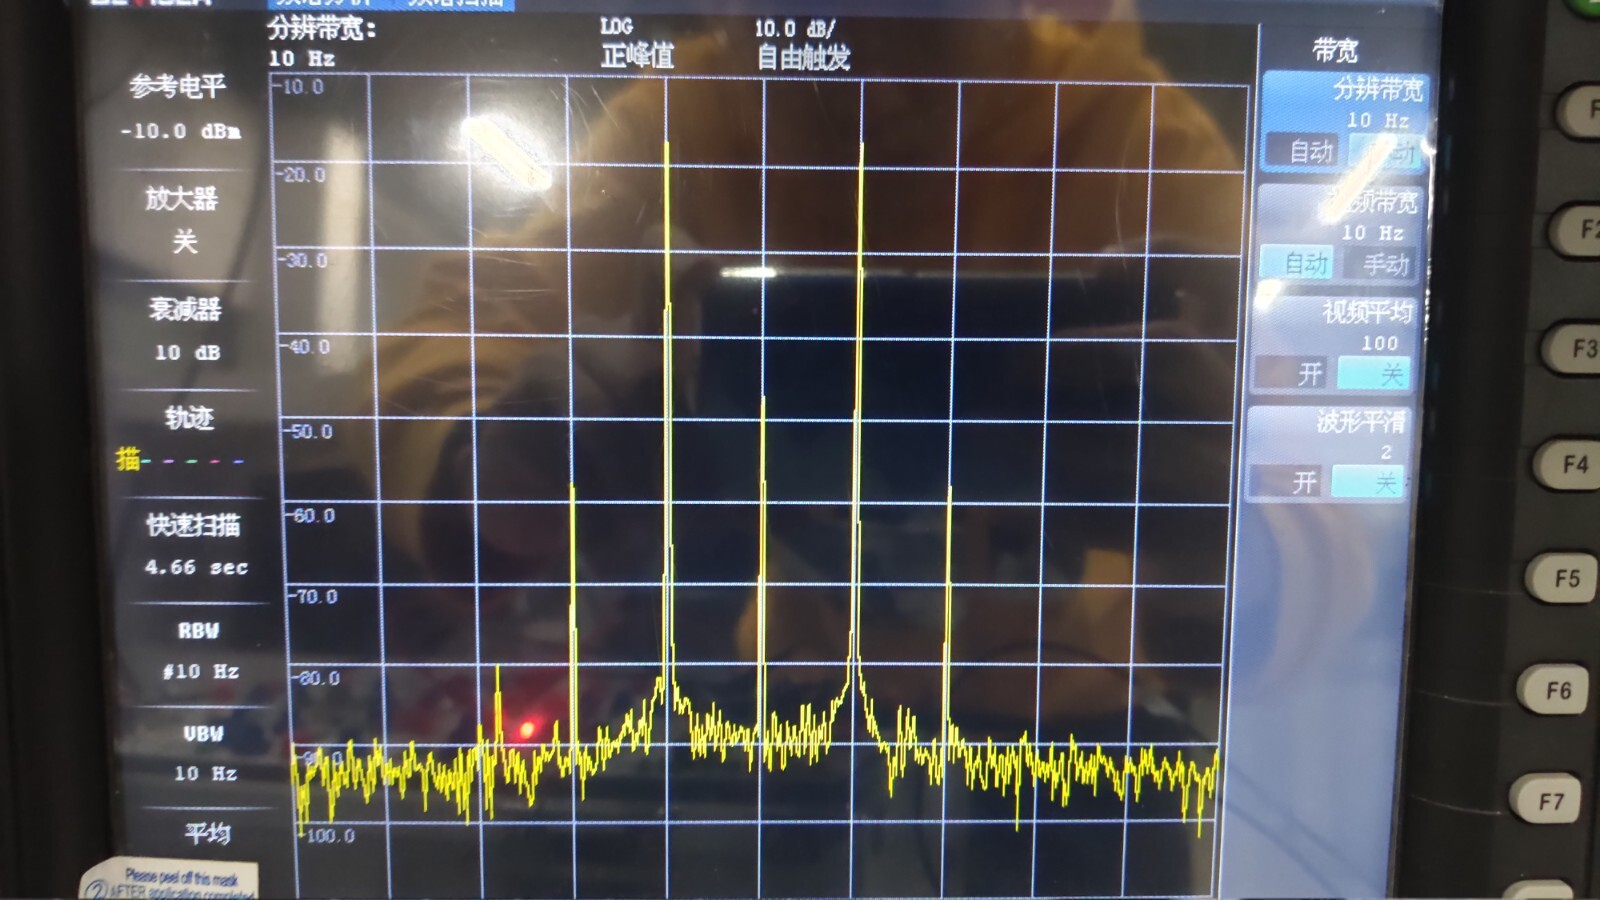 分辨带宽:
10 Hz
LOG
正峰值
10.0 dB/
自由触发
参考电平
-10.0 dBm
放大器
关
衰减器
10 dB
轨迹
描
快速扫描
4.66 sec
RBW
#10 Hz
VBW
10 Hz
平均
-10.0
-20.0
-30.0
-40.0
-50.0
-60.0
-70.0
-80.0
-100.0
带宽
分辨带宽
10 Hz
自动 动
频带宽
10 Hz
自动 手动
视频平均
100
开 关
波形平滑
2
开 关
F2
F3
F4
F5
F6
F7
Please peel off this mask
② AFTER application completed